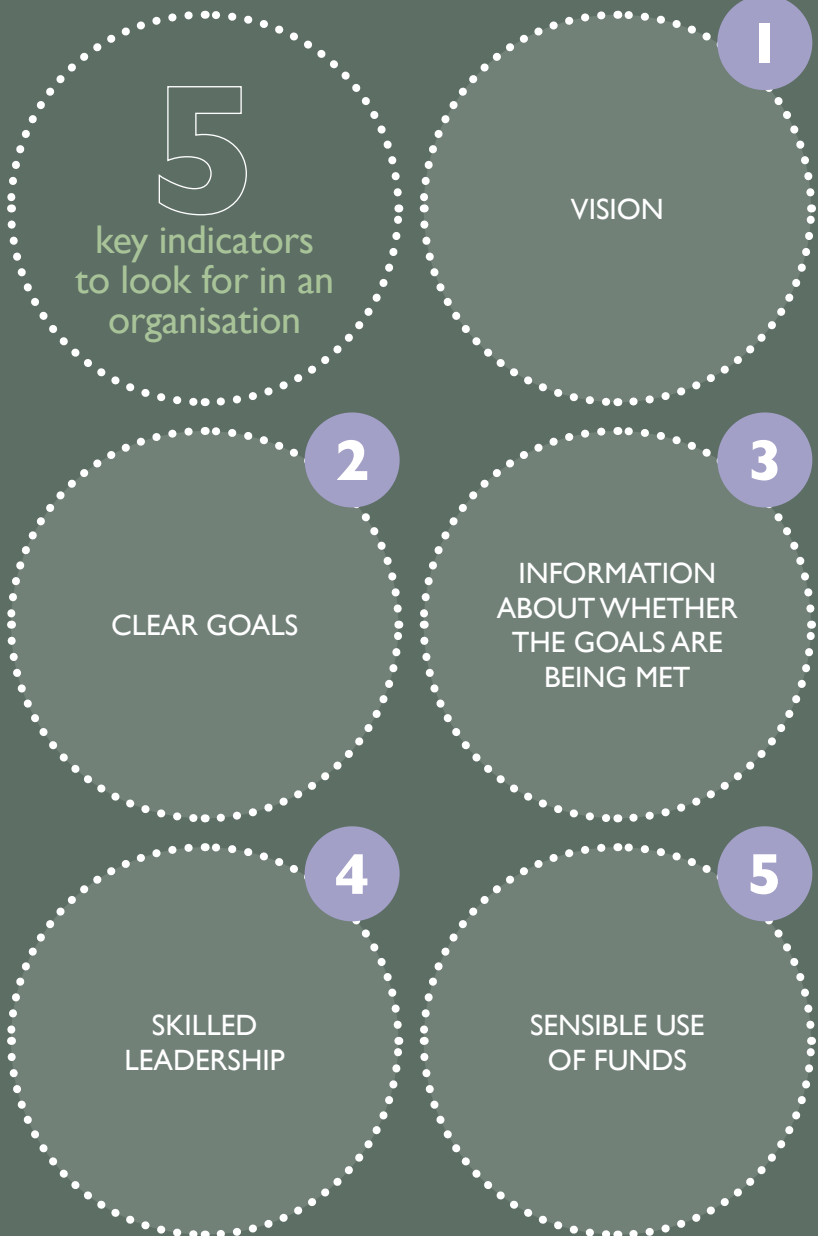 5
key indicators
to look for in an
organisation
1
VISION
2
CLEAR GOALS
3
INFORMATION
ABOUT WHETHER
THE GOALS ARE
BEING MET
4
SKILLED
LEADERSHIP
5
SENSIBLE USE
OF FUNDS